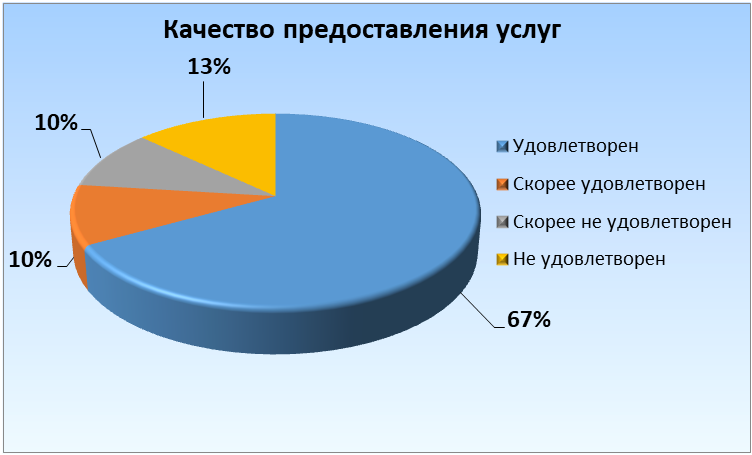 Качество предоставления услуг
13%
10%
10%
67%
Удовлетворен
Скорее удовлетворен
Скорее не удовлетворен
Не удовлетворен